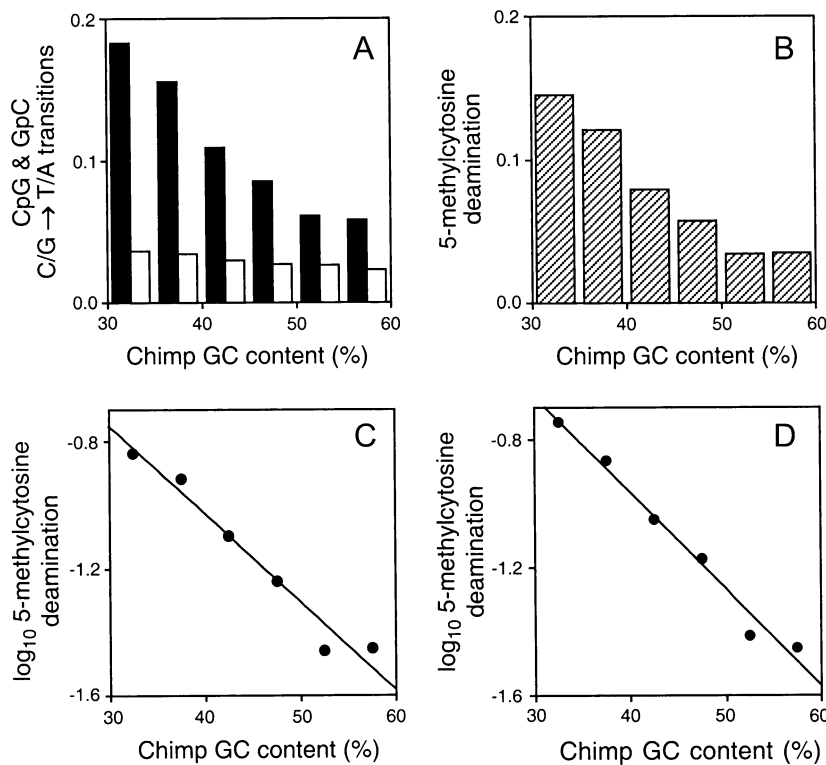 A
CpG & GpC
C/G → T/A transitions
0.2
0.1
0.0
30
40
50
60
Chimp GC content (%)
B
5-methylcytosine
deamination
0.2
0.1
0.0
30
40
50
60
Chimp GC content (%)
C
log10 5-methylcytosine
deamination
-0.8
-1.2
-1.6
30
40
50
60
Chimp GC content (%)
D
log10 5-methylcytosine
deamination
-0.8
-1.2
-1.6
30
40
50
60
Chimp GC content (%)